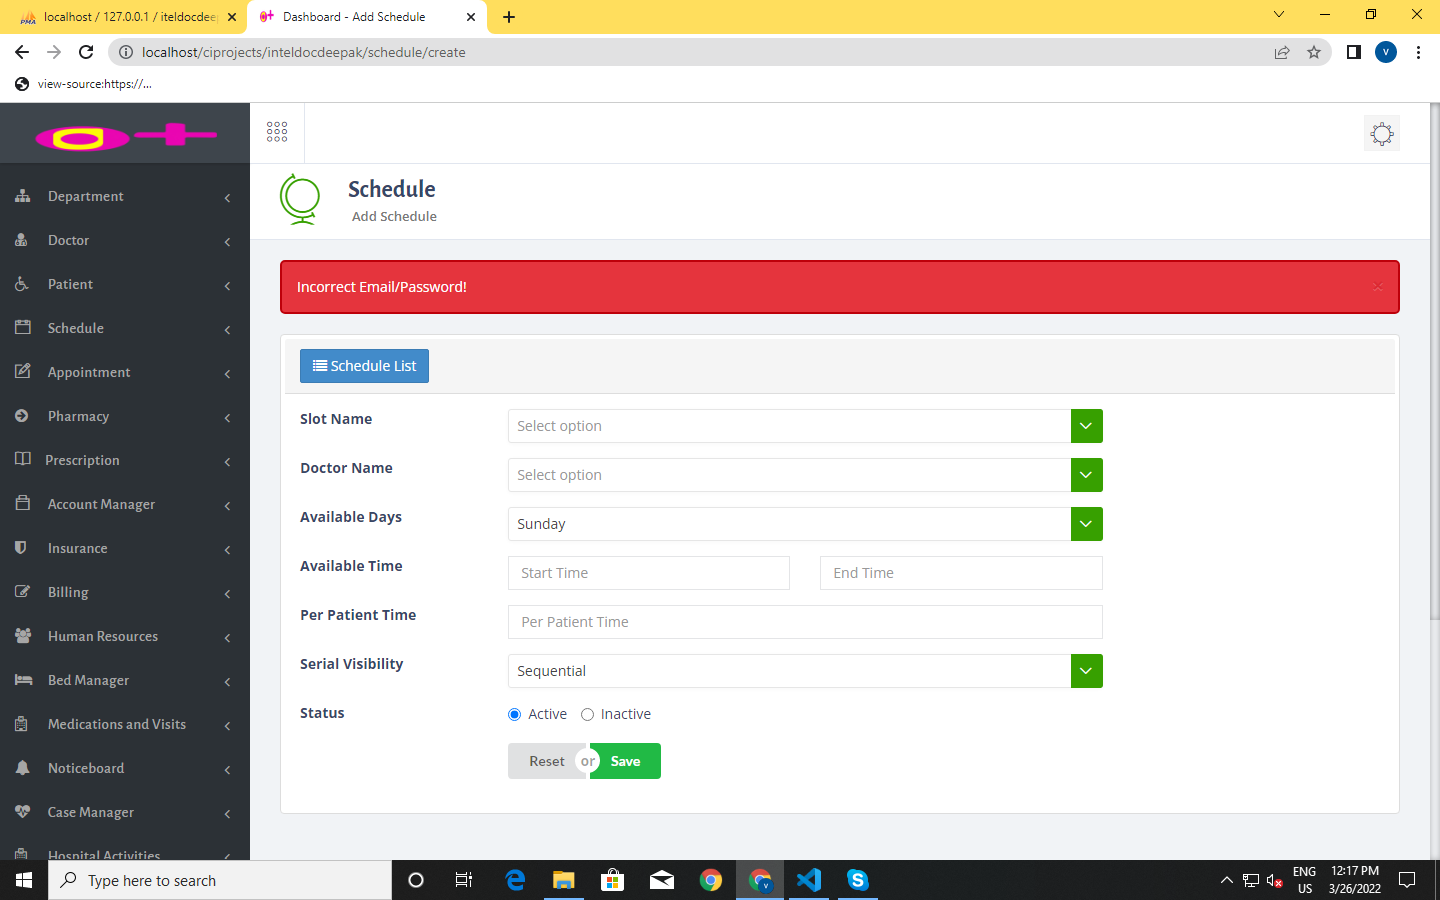 localhost / 127.0.0.1 / iteldocdee
Dashboard - Add Schedule
localhost/ciprojects/inteldocdeepak/schedule/create
V
view-source:https://...
Department
Doctor
Patient
Schedule
Appointment
Pharmacy
Prescription
Account Manager
Insurance
Billing
Human Resources
Bed Manager
Medications and Visits
Noticeboard
Case Manager
Hospital Activities
Schedule
Add Schedule
Incorrect Email/Password!
×
Schedule List
Slot Name
Select option
Doctor Name
Select option
Available Days
Sunday
Available Time
Start Time
End Time
Per Patient Time
Per Patient Time
Serial Visibility
Sequential
Status
Active
Inactive
Reset or Save
Type here to search
ENG
US
12:17 PM
3/26/2022